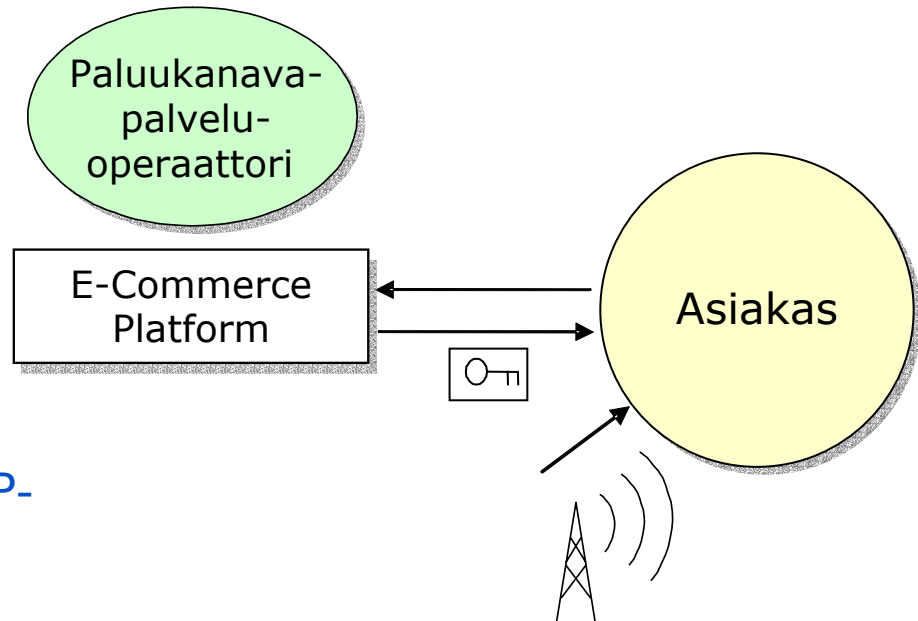 Paluukanava-
palvelu-
operaattori
E-Commerce
Platform
Asiakas
P-